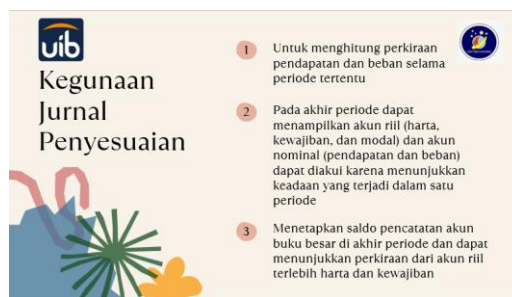 uib
Kegunaan
Jurnal
Penyesuaian
1
Untuk menghitung perkiraan
pendapatan dan beban selama
periode tertentu
2
Pada akhir periode dapat
menampilkan akun riil (harta,
kewajiban, dan modal) dan akun
nominal (pendapatan dan beban)
dapat diakui karena menunjukkan
keadaan yang terjadi dalam satu
periode
3
Menetapkan saldo pencatatan akun
buku besar di akhir periode dan dapat
menunjukkan perkiraan dari akun riil
terlebih harta dan kewajiban